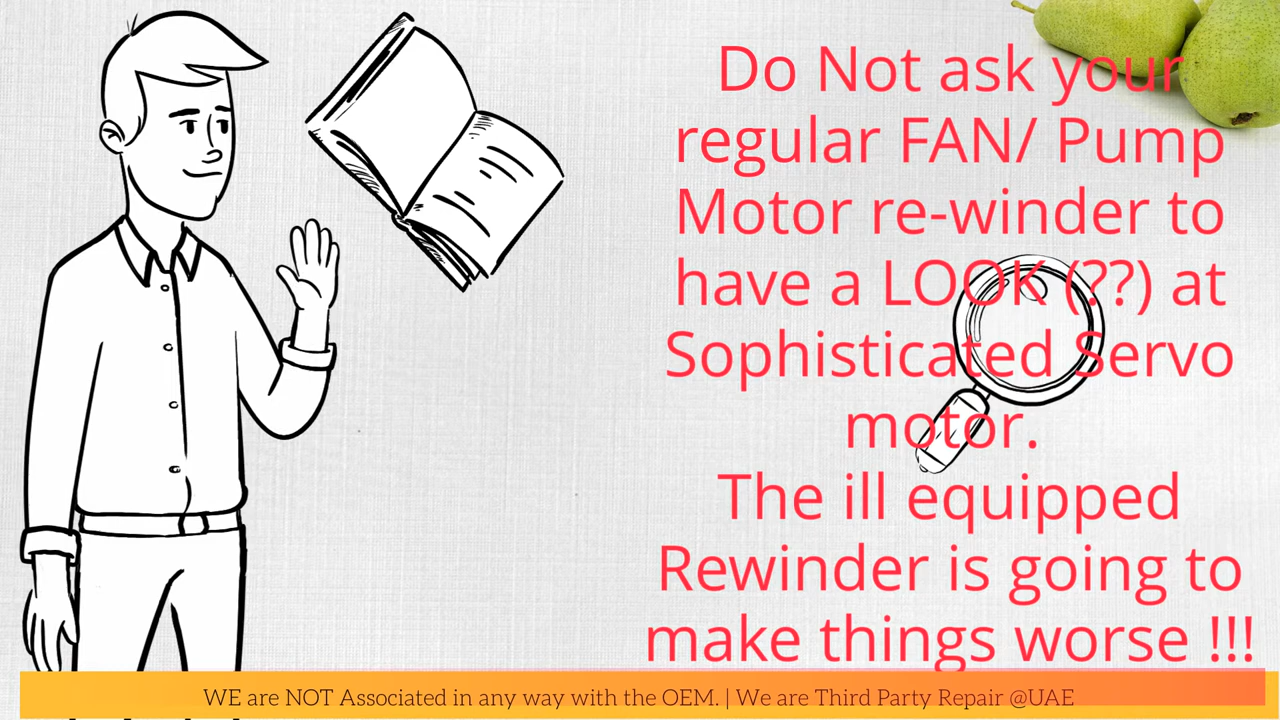 Do Not ask your
regular FAN/ Pump
Motor re-winder to
have a LOOK (??) at
Sophisticated Servo
motor.
The ill equipped
Rewinder is going to
make things worse !!!
WE are NOT Associated in any way with the OEM. | We are Third Party Repair @UAE